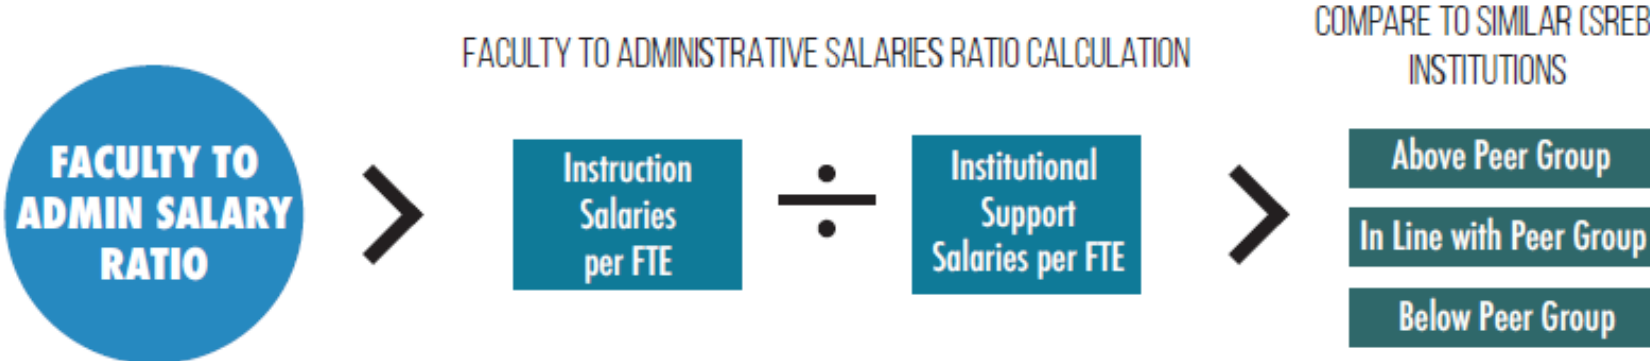 FACULTY TO
ADMIN SALARY
RATIO
FACULTY TO ADMINISTRATIVE SALARIES RATIO CALCULATION
Instruction
Salaries
per FTE
÷
Institutional
Support
Salaries per FTE
COMPARE TO SIMILAR (SREB
INSTITUTIONS
Above Peer Group
In Line with Peer Group
Below Peer Group